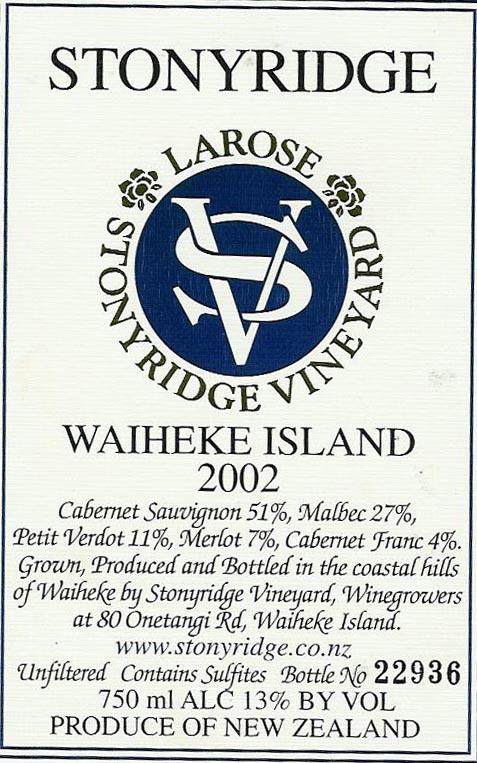 STONYRIDGE
LAROSE
STONYRIDGE VINEYARD
SV
WAIHEKE ISLAND
2002
Cabernet Sauvignon 51%, Malbec 27%,
Petit Verdot 11%, Merlot 7%, Cabernet Franc 4%.
Grown, Produced and Bottled in the coastal hills
of Waiheke by Stonyridge Vineyard, Winegrowers
at 80 Onetangi Rd, Waiheke Island.
www.stonyridge.co.nz
Unfiltered Contains Sulfites Bottle No 22936
750 ml ALC 13% BY VOL
PRODUCE OF NEW ZEALAND